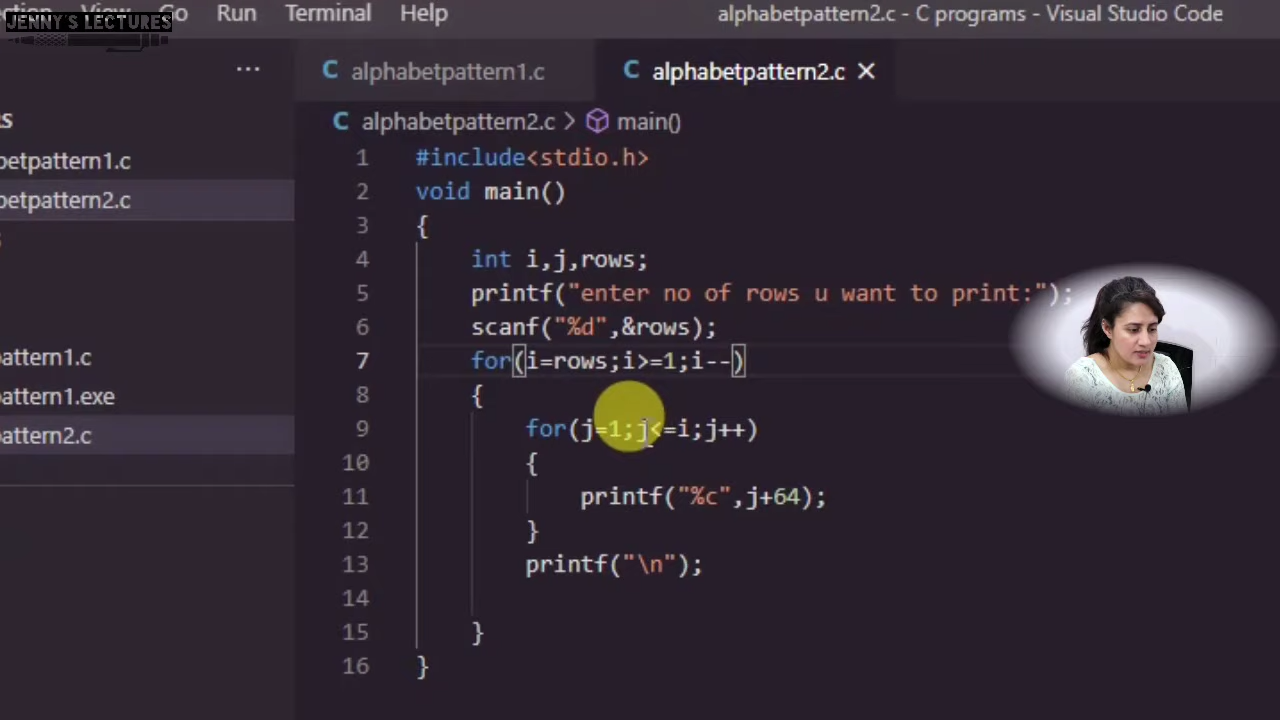 JENNY'S LECTURES
View Go Run Terminal Help
alphabetpattern2.c - C programs - Visual Studio Code
C alphabetpattern1.c
C alphabetpattern2.c ×
C alphabetpattern2.c > main()
betpattern1.c
betpattern2.c
attern1.c
attern1.exe
attern2.c
1 #include<stdio.h>
2 void main()
3 {
4 int i,j,rows;
5 printf("enter no of rows u want to print:");
6 scanf("%d",&rows);
7 for(i=rows;i>=1;i--)
8 {
9 for(j=1;j<=i;j++)
10 {
11 printf("%c",j+64);
12 }
13 printf("\n");
14
15 }
16 }